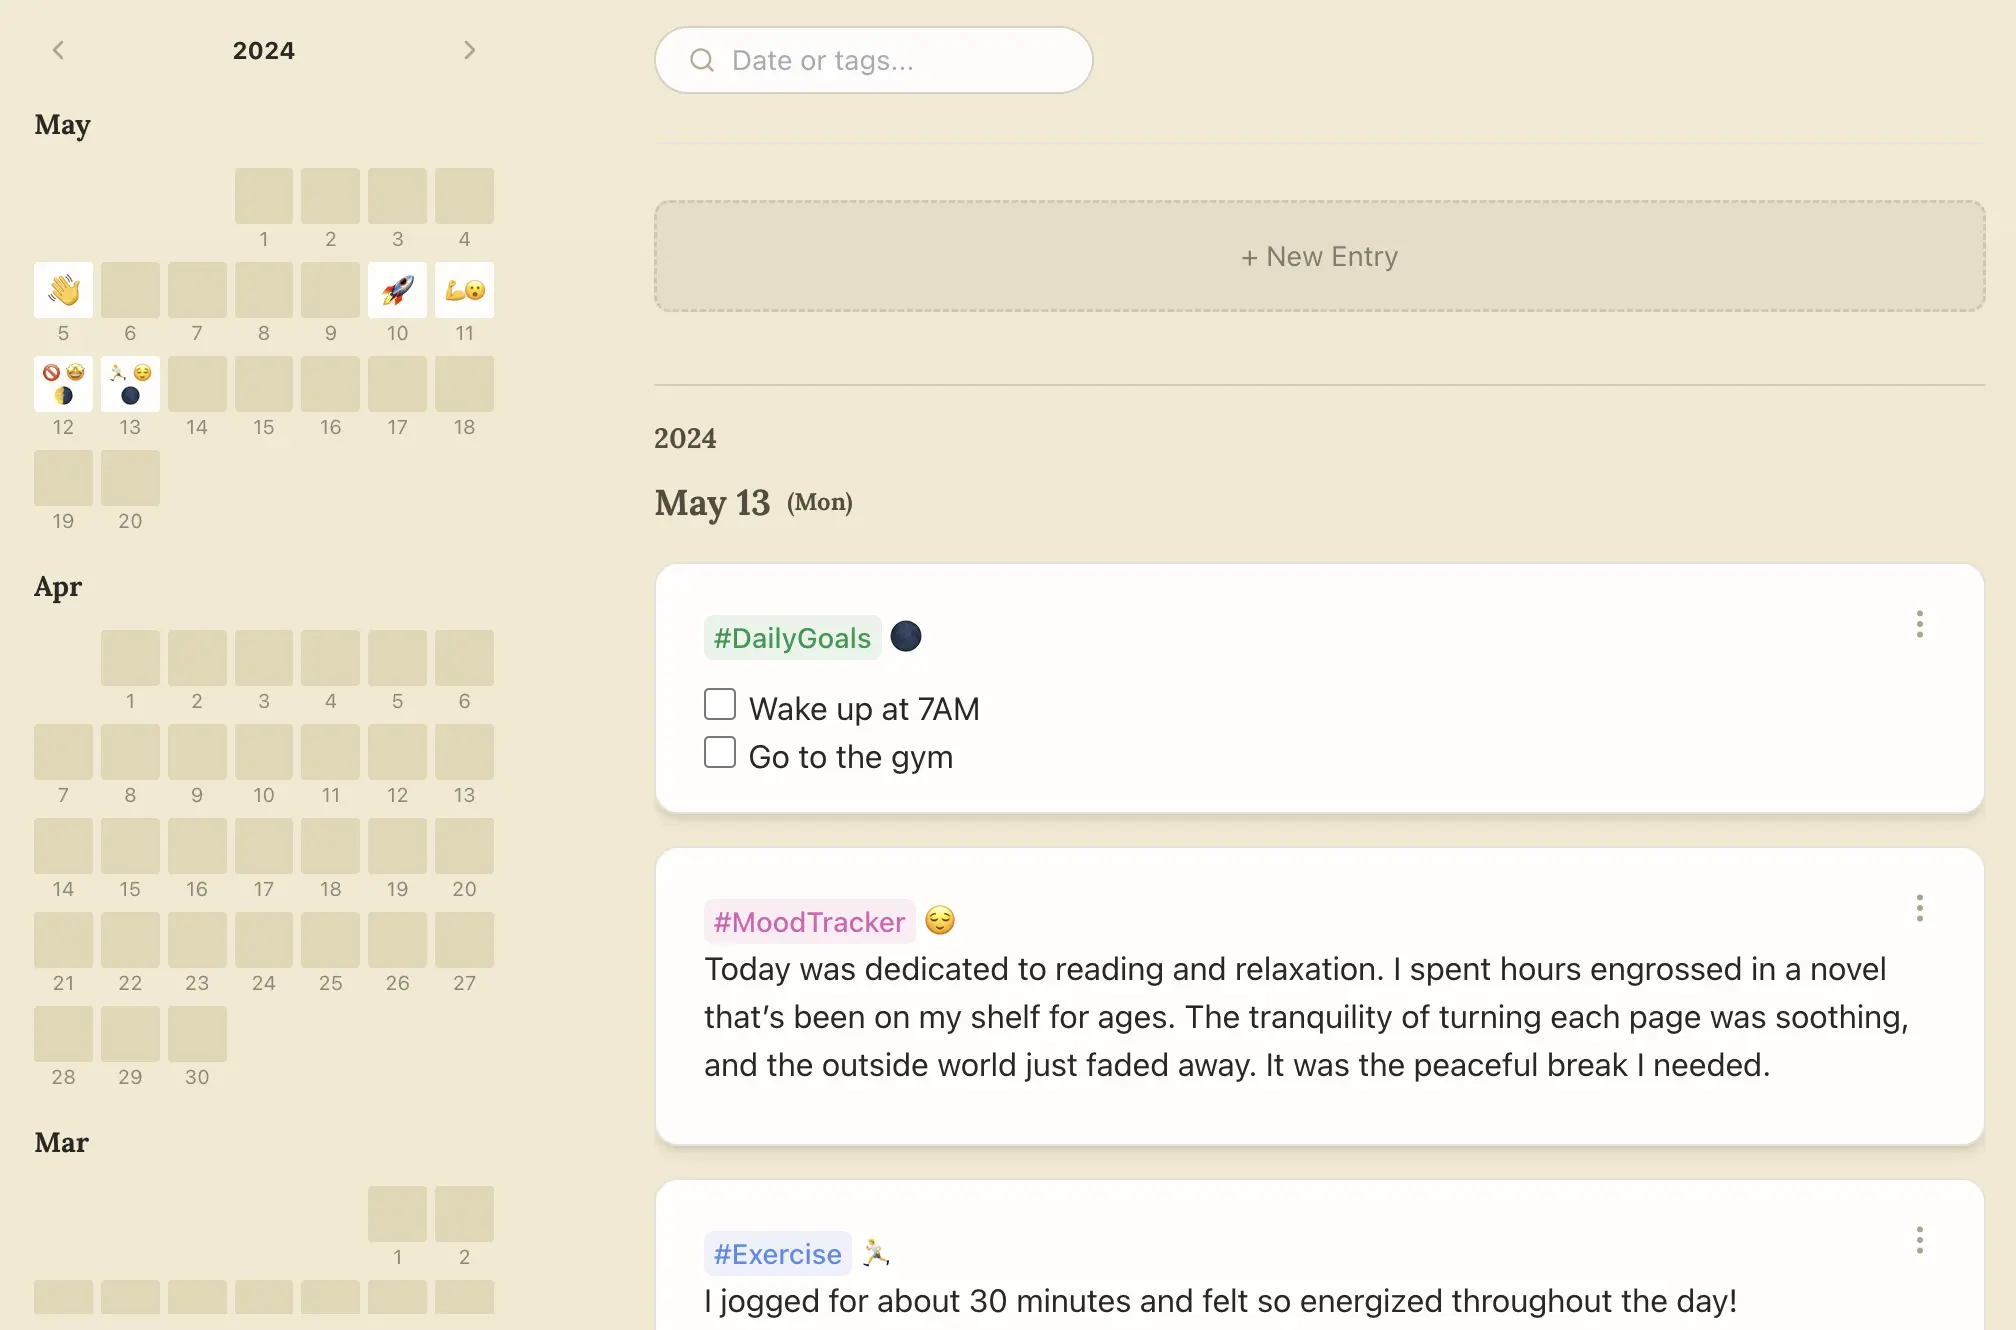 2024
May
1 2 3 4
👋 🚀 💪😮
5 6 7 8 9 10 11
🚫 🤩 🌗 🏃 😌 🌑
12 13 14 15 16 17 18
19 20
Apr
1 2 3 4 5 6
7 8 9 10 11 12 13
14 15 16 17 18 19 20
21 22 23 24 25 26 27
28 29 30
Mar
1 2
Date or tags...
+ New Entry
2024
May 13 (Mon)
#DailyGoals 🌑
Wake up at 7AM
Go to the gym
#MoodTracker 😌
Today was dedicated to reading and relaxation. I spent hours engrossed in a novel
that’s been on my shelf for ages. The tranquility of turning each page was soothing,
and the outside world just faded away. It was the peaceful break I needed.
#Exercise 🏃
I jogged for about 30 minutes and felt so energized throughout the day!